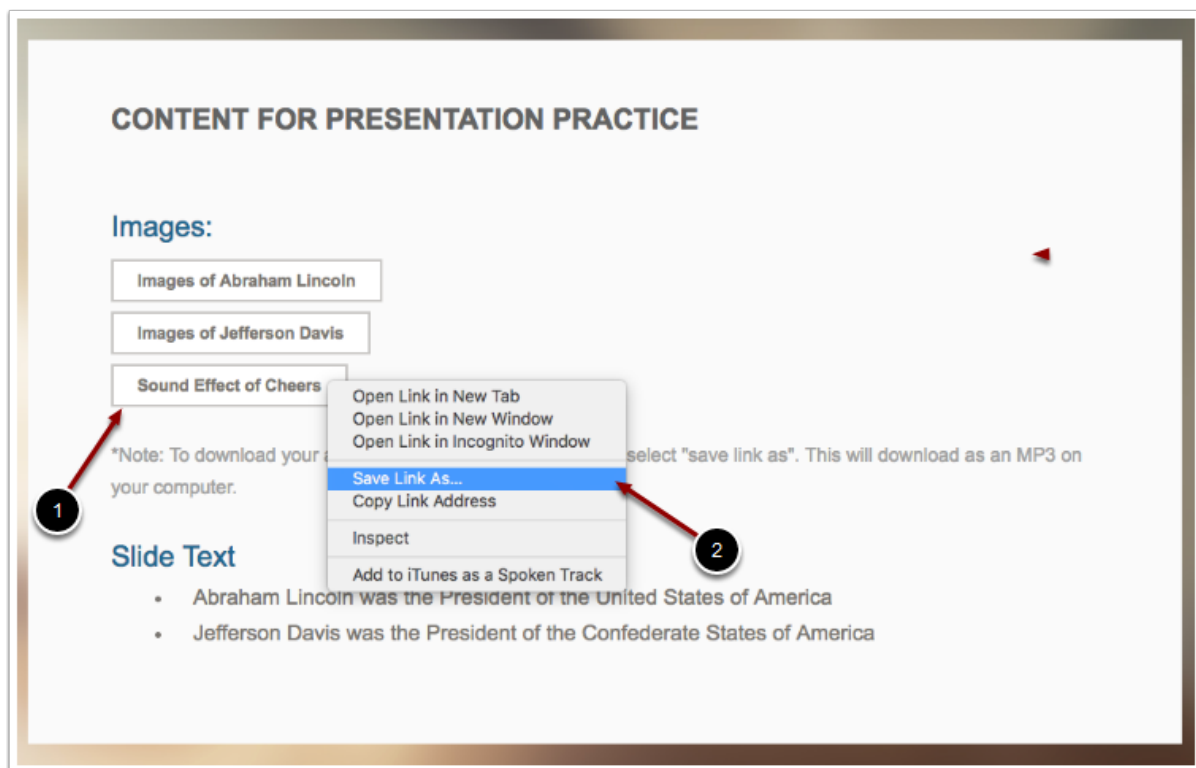 CONTENT FOR PRESENTATION PRACTICE
Images:
Images of Abraham Lincoln
Images of Jefferson Davis
Sound Effect of Cheers
Open Link in New Tab
Open Link in New Window
Open Link in Incognito Window
*Note: To download your select "save link as". This will download as an MP3 on
Save Link As...
your computer.
Copy Link Address
1
Inspect
2
Slide Text
Add to iTunes as a Spoken Track
• Abraham Lincoln was the President of the United States of America
• Jefferson Davis was the President of the Confederate States of America